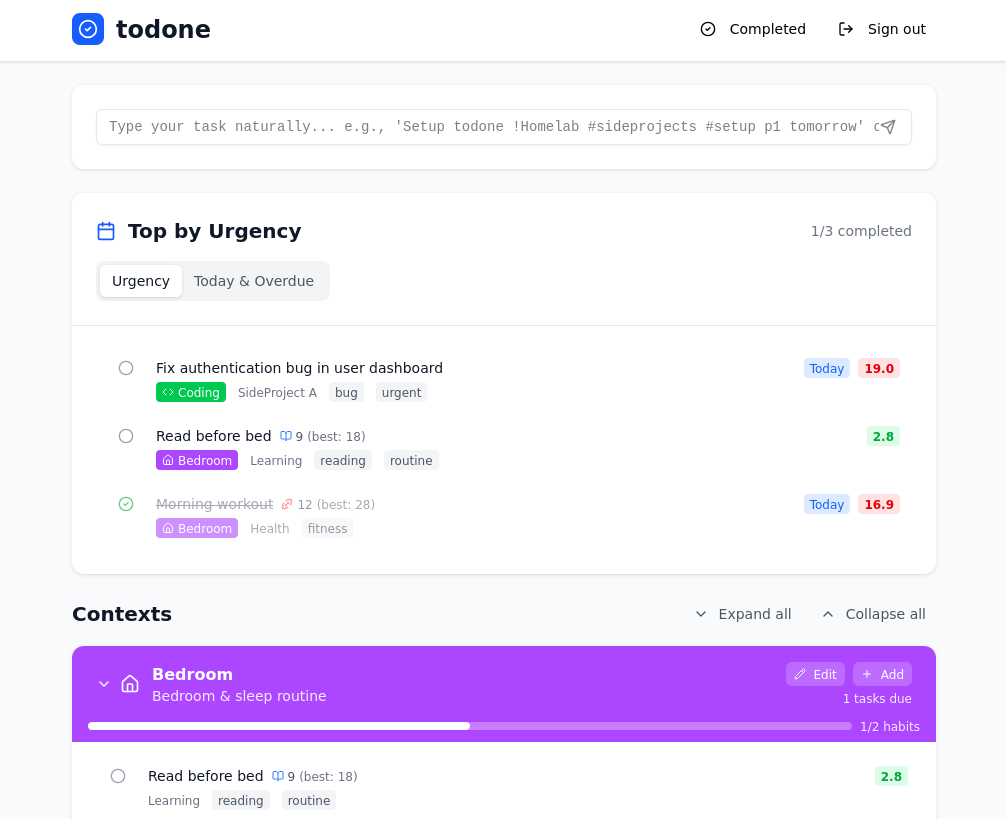 todone
Completed
Sign out
Type your task naturally... e.g., 'Setup todone !Homelab #sideprojects #setup p1 tomorrow'
Top by Urgency
1/3 completed
Urgency
Today & Overdue
Fix authentication bug in user dashboard
Today
19.0
Coding
SideProject A
bug
urgent
Read before bed 9 (best: 18)
2.8
Bedroom
Learning
reading
routine
Morning workout 12 (best: 28)
Today
16.9
Bedroom
Health
fitness
Contexts
Expand all
Collapse all
Bedroom
Edit
Add
Bedroom & sleep routine
1 tasks due
1/2 habits
Read before bed 9 (best: 18)
2.8
Learning
reading
routine